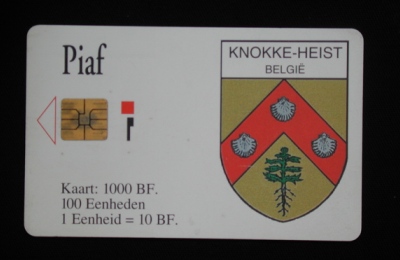 Piaf
KNOKKE-HEIST
BELGIË
Kaart: 1000 BF.
100 Eenheden
1 Eenheid = 10 BF.